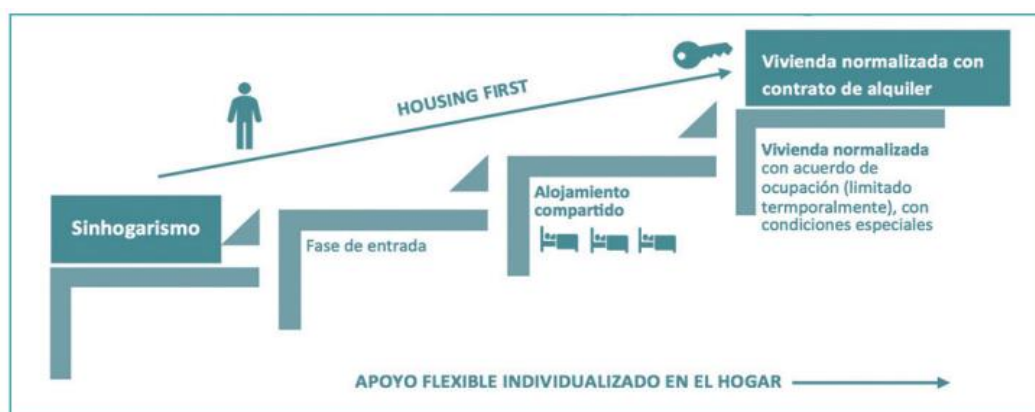 HOUSING FIRST
Vivienda normalizada con
contrato de alquiler
Sinhogarismo
Fase de entrada
Alojamiento
compartido
Vivienda normalizada
con acuerdo de
ocupación (limitado
termporalmente), con
condiciones especiales
APOYO FLEXIBLE INDIVIDUALIZADO EN EL HOGAR